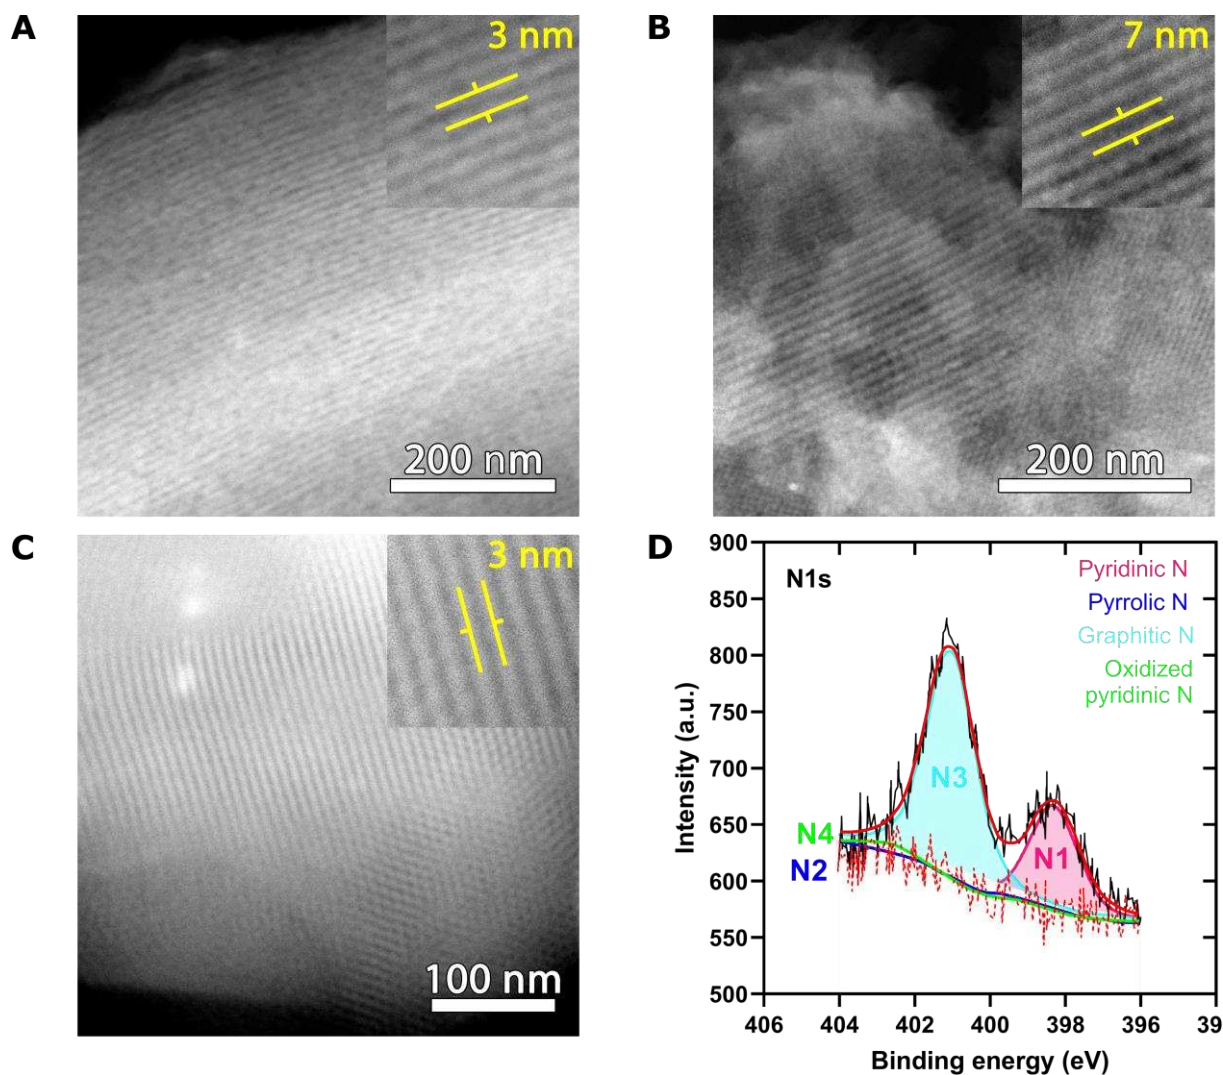 A
3 nm
200 nm
B
7 nm
200 nm
C
3 nm
100 nm
D
N1s
Pyridinic N
Pyrrolic N
Graphitic N
Oxidized
pyridinic N
N3
N1
N4
N2
Intensity (a.u.)
900
850
800
750
700
650
600
550
500
406
404
402
400
398
396
39
Binding energy (eV)